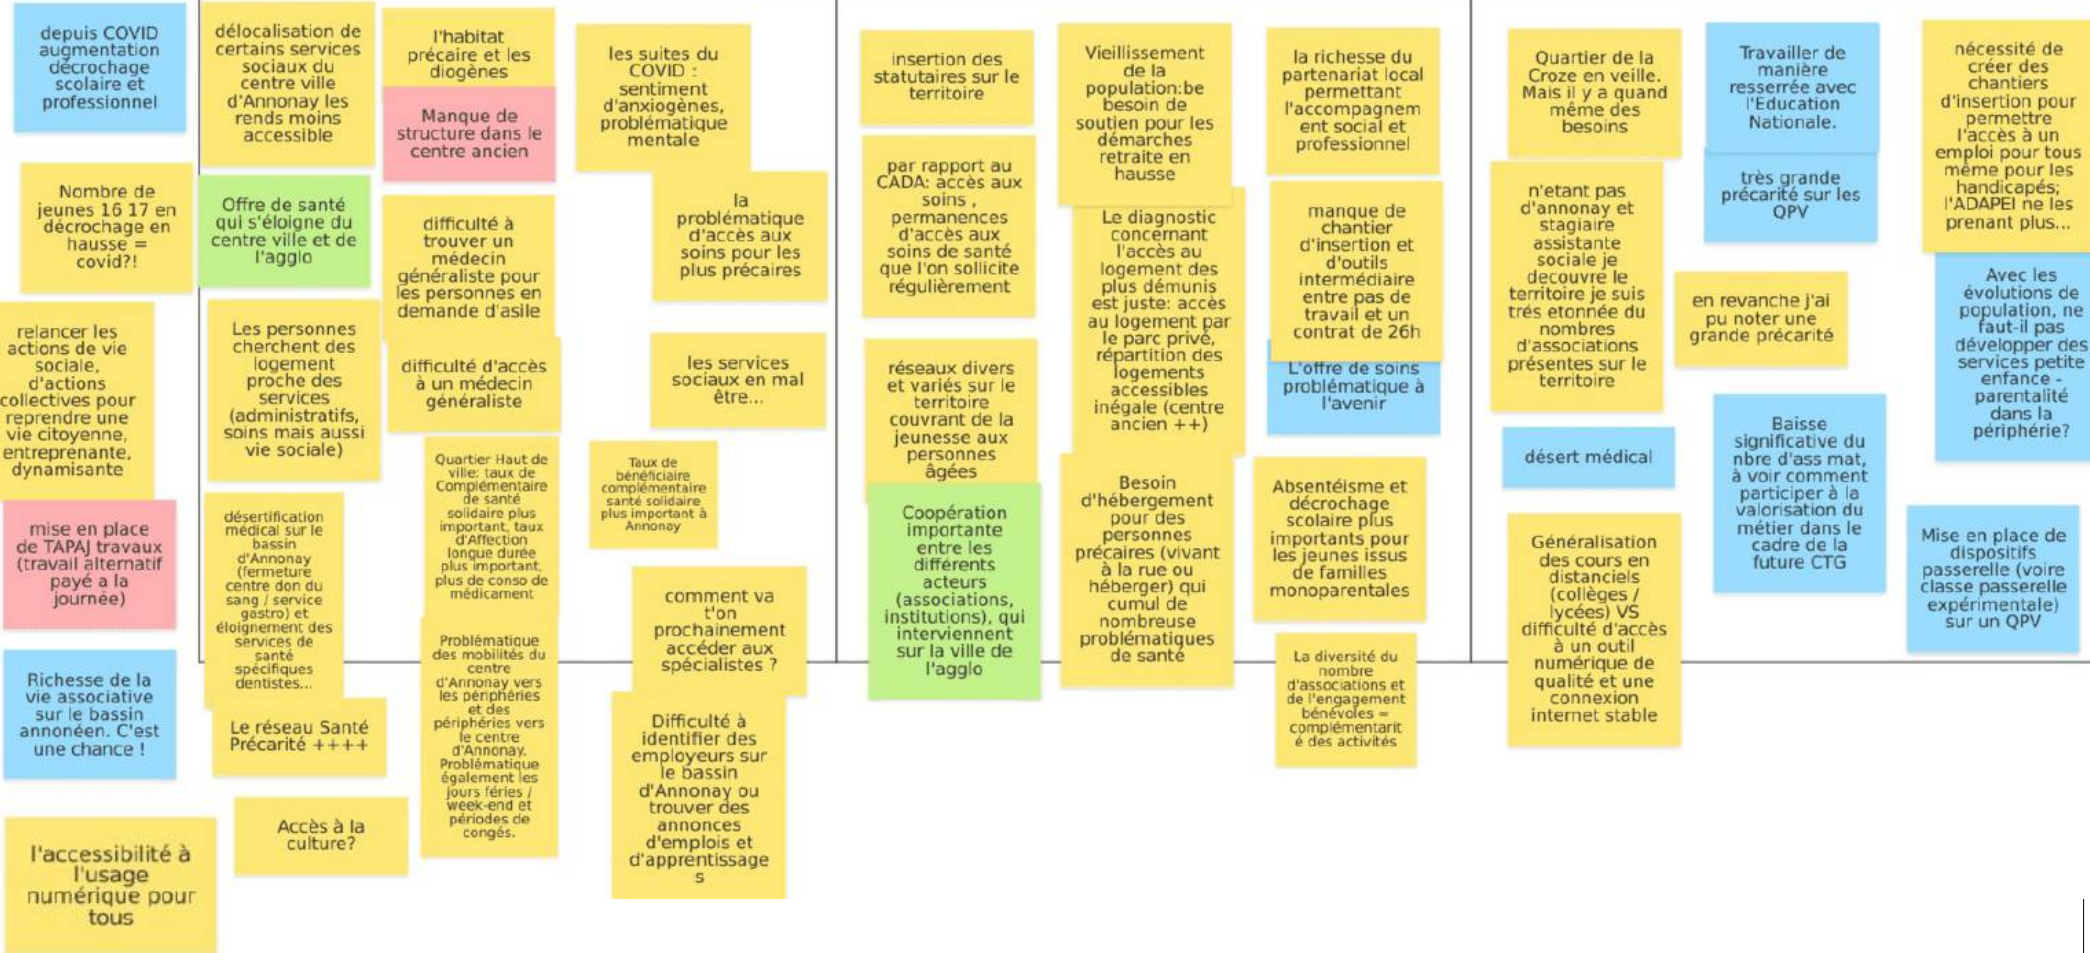 depuis COVID
augmentation
décrochage
scolaire et
professionnel
Nombre de
jeunes 16 17 en
décrochage en
hausse =
covid?!
relancer les
actions de vie
sociale,
d'actions
collectives pour
reprendre une
vie citoyenne,
entreprenante,
dynamisante
mise en place
de TAPAJ travaux
(travail alternatif
payé a la
journée)
Richesse de la
vie associative
sur le bassin
annonéen. C'est
une chance !
l'accessibilité à
l'usage
numérique pour
tous
délocalisation de
certains services
sociaux du
centre ville
d'Annonay les
rends moins
accessible
Offre de santé
qui s'éloigne du
centre ville et de
l'agglo
Les personnes
cherchent des
logement
proche des
services
(administratifs,
soins mais aussi
vie sociale)
désertification
médical sur le
bassin
d'Annonay
(fermeture
centre don du
sang / service
gastro) et
éloignement des
services de
santé
spécifiques
dentistes...
Le réseau Santé
Précarité ++++
Accès à la
culture?
l'habitat
précaire et les
diogènes
Manque de
structure dans le
centre ancien
difficulté à
trouver un
médecin
généraliste pour
les personnes en
demande d'asile
difficulté d'accès
à un médecin
généraliste
Quartier Haut de
ville: taux de
Complémentaire
de santé
solidaire plus
important, taux
d'Affection
longue durée
plus important,
plus de conso de
médicament
Problématique
des mobilités du
centre
d'Annonay vers
les périphéries
et des
périphéries vers
le centre
d'Annonay.
Problématique
également les
jours féries /
week-end et
périodes de
congés.
les suites du
COVID :
sentiment
d'anxiogènes,
problématique
mentale
la
problématique
d'accès aux
soins pour les
plus précaires
les services
sociaux en mal
être...
Taux de
bénéficiaire
complémentaire
santé solidaire
plus important à
Annonay
comment va
t'on
prochainement
accéder aux
spécialistes ?
Difficulté à
identifier des
employeurs sur
le bassin
d'Annonay ou
trouver des
annonces
d'emplois et
d'apprentissage
s
insertion des
statutaires sur le
territoire
par rapport au
CADA: accès aux
soins ,
permanences
d'accès aux
soins de santé
que l'on sollicite
régulièrement
réseaux divers
et variés sur le
territoire
couvrant de la
jeunesse aux
personnes
âgées
Coopération
importante
entre les
différents
acteurs
(associations,
institutions), qui
interviennent
sur la ville de
l'agglo
Vieillissement
de la
population:be
besoin de
soutien pour les
démarches
retraite en
hausse
Le diagnostic
concernant
l'accès au
logement des
plus démunis
est juste: accès
au logement par
le parc privé,
répartition des
logements
accessibles
inégale (centre
ancien ++)
Besoin
d'hébergement
pour des
personnes
précaires (vivant
à la rue ou
héberger) qui
cumul de
nombreuse
problématiques
de santé
la richesse du
partenariat local
permettant
l'accompagnem
ent social et
professionnel
manque de
chantier
d'insertion et
d'outils
intermédiaire
entre pas de
travail et un
contrat de 26h
L'offre de soins
problématique à
l'avenir
Absentéisme et
décrochage
scolaire plus
importants pour
les jeunes issus
de familles
monoparentales
La diversité du
nombre
d'associations et
de l'engagement
bénévoles =
complémentarit
é des activités
Quartier de la
Croze en veille.
Mais il y a quand
même des
besoins
n'etant pas
d'annonay et
stagiaire
assistante
sociale je
decouvre le
territoire je suis
trés etonnée du
nombres
d'associations
présentes sur le
territoire
désert médical
Généralisation
des cours en
distanciels
(collèges /
lycées) VS
difficulté d'accès
à un outil
numérique de
qualité et une
connexion
internet stable
Travailler de
manière
resserrée avec
l'Education
Nationale.
très grande
précarité sur les
QPV
en revanche j'ai
pu noter une
grande précarité
Baisse
significative du
nbre d'ass mat,
à voir comment
participer à la
valorisation du
métier dans le
cadre de la
future CTG
nécessité de
créer des
chantiers
d'insertion pour
permettre
l'accès à un
emploi pour tous
même pour les
handicapés;
l'ADAPEI ne les
prenant plus...
Avec les
évolutions de
population, ne
faut-il pas
développer des
services petite
enfance -
parentalité
dans la
périphérie?
Mise en place de
dispositifs
passerelle (voire
classe passerelle
expérimentale)
sur un QPV